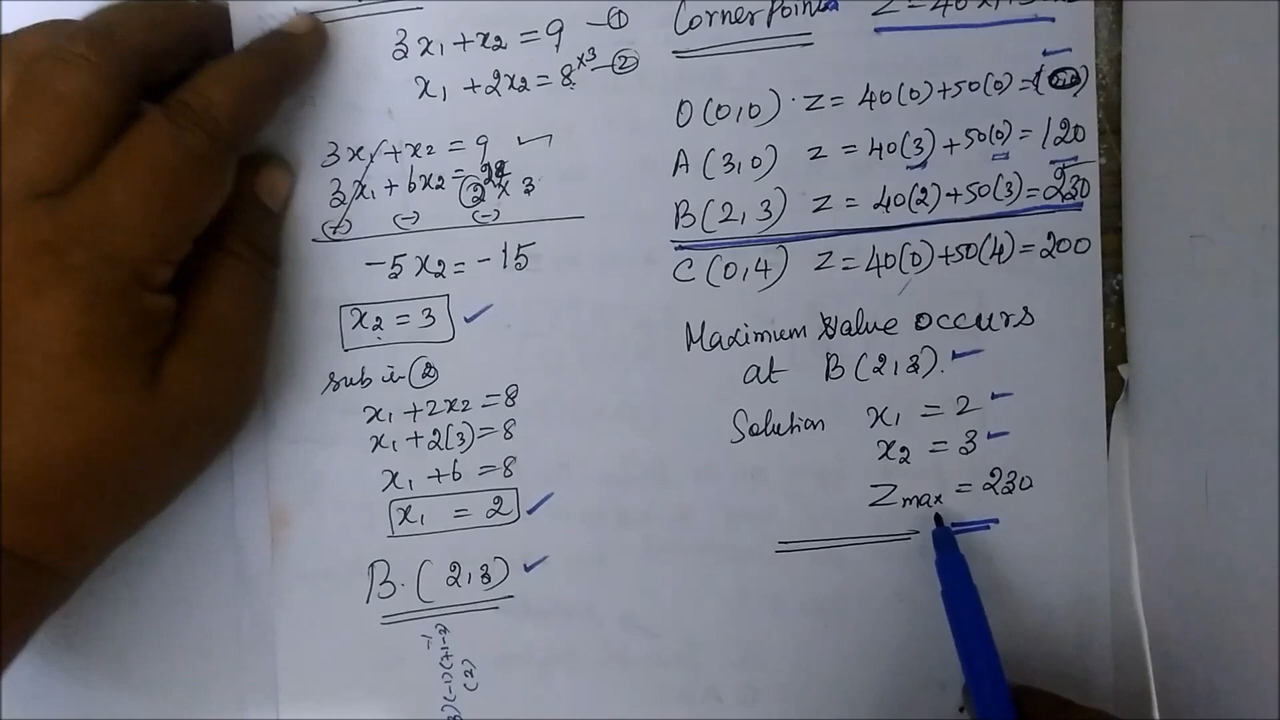 3x₁ + x₂ = 9 —①
x₁ + 2x₂ = 8 ˣ³ —②
3x₁ + x₂ = 9
3x₁ + 6x₂ = 24
② × 3
(-) (-) (-)
-5x₂ = -15
x₂ = 3
sub in ②
x₁ + 2x₂ = 8
x₁ + 2(3) = 8
x₁ + 6 = 8
x₁ = 2
B. (2,3)
Corner Points
O(0,0) . Z = 40(0)+50(0)=
A(3,0) Z = 40(3)+50(0)=120
B(2,3) Z = 40(2)+50(3)=230
C(0,4) Z=40(0)+50(4)=200
Maximum Value occurs
at B(2,3).
Solution x₁ = 2
x₂ = 3
Zmax = 230